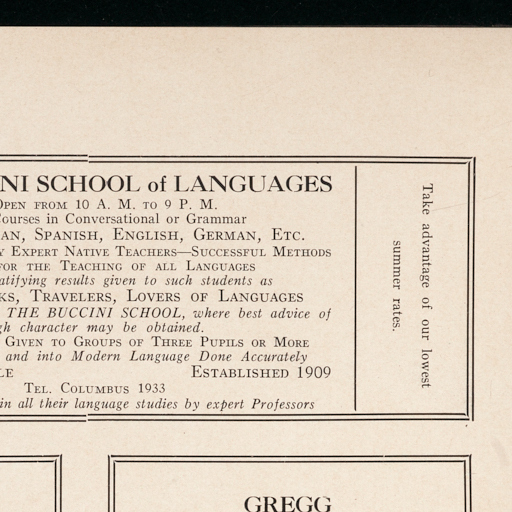 NI SCHOOL of LANGUAGES
OPEN FROM 10 A. M. TO 9 P. M.
Courses in Conversational or Grammar
AN, SPANISH, ENGLISH, GERMAN, ETC.
Y EXPERT NATIVE TEACHERS—SUCCESSFUL METHODS
FOR THE TEACHING OF ALL LANGUAGES
atifying results given to such students as
KS, TRAVELERS, LOVERS OF LANGUAGES
THE BUCCINI SCHOOL, where best advice of
gh character may be obtained.
GIVEN TO GROUPS OF THREE PUPILS OR MORE
and into Modern Language Done Accurately
LE ESTABLISHED 1909
TEL. COLUMBUS 1933
in all their language studies by expert Professors
Take advantage of our lowest
summer rates.
GREGG